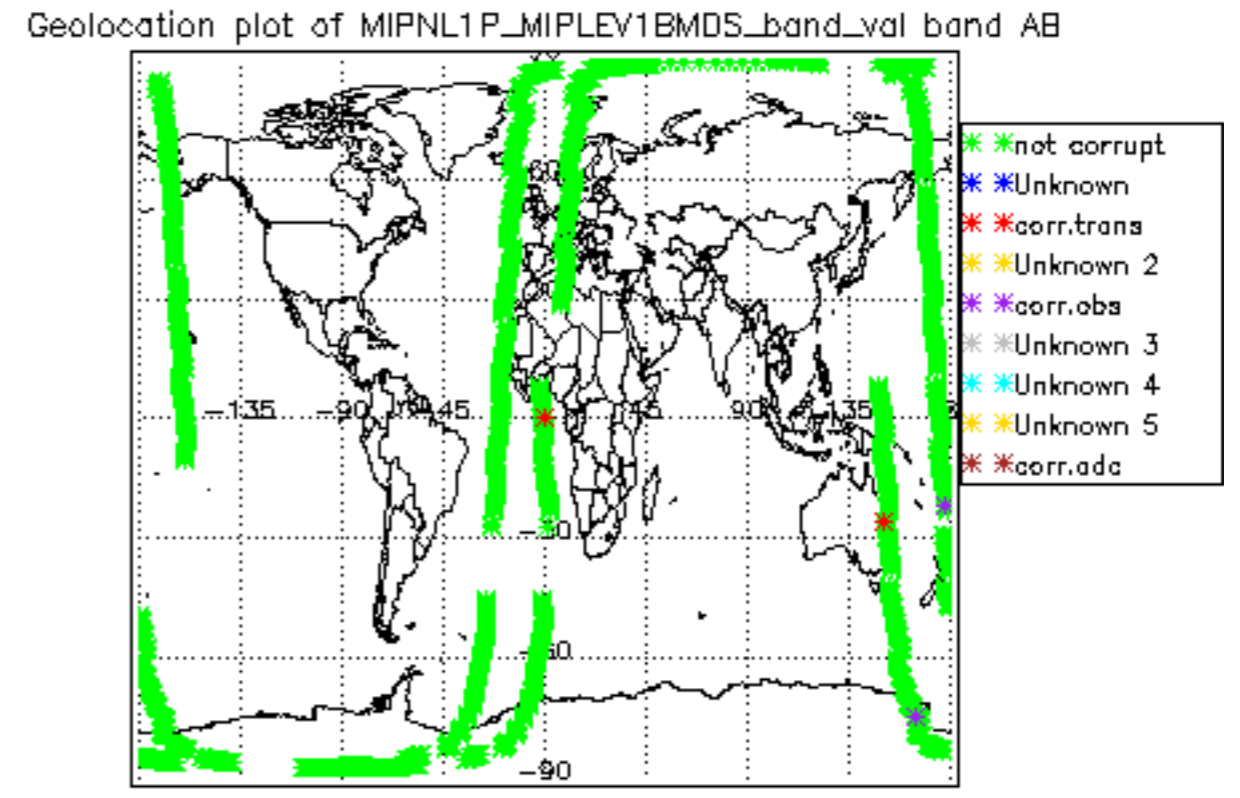 Geolocation plot of MIPNL1P_MIPLEV1BMDS_band_val band AB
not corrupt
Unknown
corr.trans
Unknown 2
corr.obs
Unknown 3
Unknown 4
Unknown 5
corr.adc
60
-135 -90 -45 45 90 135
-30
-60
-90